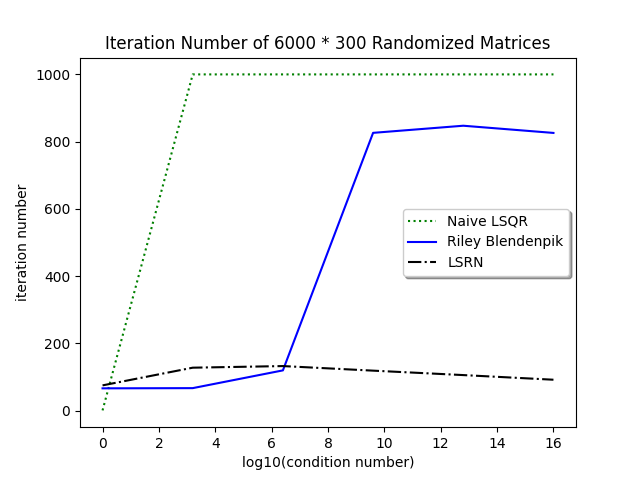 Iteration Number of 6000 * 300 Randomized Matrices
1000
800
600
400
200
0
iteration number
Naive LSQR
Riley Blendenpik
LSRN
0 2 4 6 8 10 12 14 16
log10(condition number)